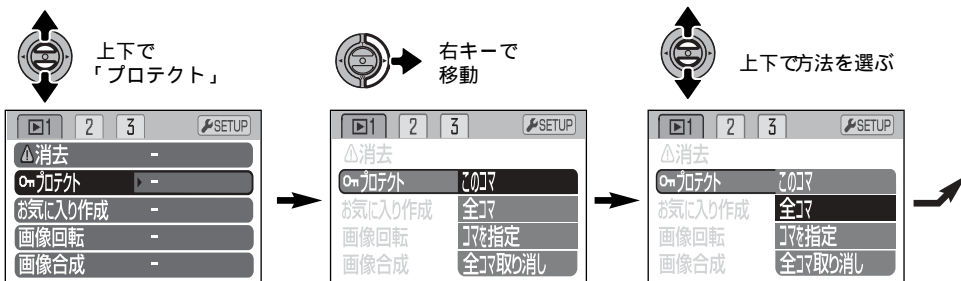 上下で
「プロテクト」
右キーで
移動
上下で方法を選ぶ
1 2 3 SETUP
消去 -
プロテクト -
お気に入り作成 -
画像回転 -
画像合成 -
1 2 3 SETUP
消去
プロテクト このコマ
お気に入り作成 全コマ
画像回転 コマを指定
画像合成 全コマ取り消し
1 2 3 SETUP
消去
プロテクト このコマ
お気に入り作成 全コマ
画像回転 コマを指定
画像合成 全コマ取り消し